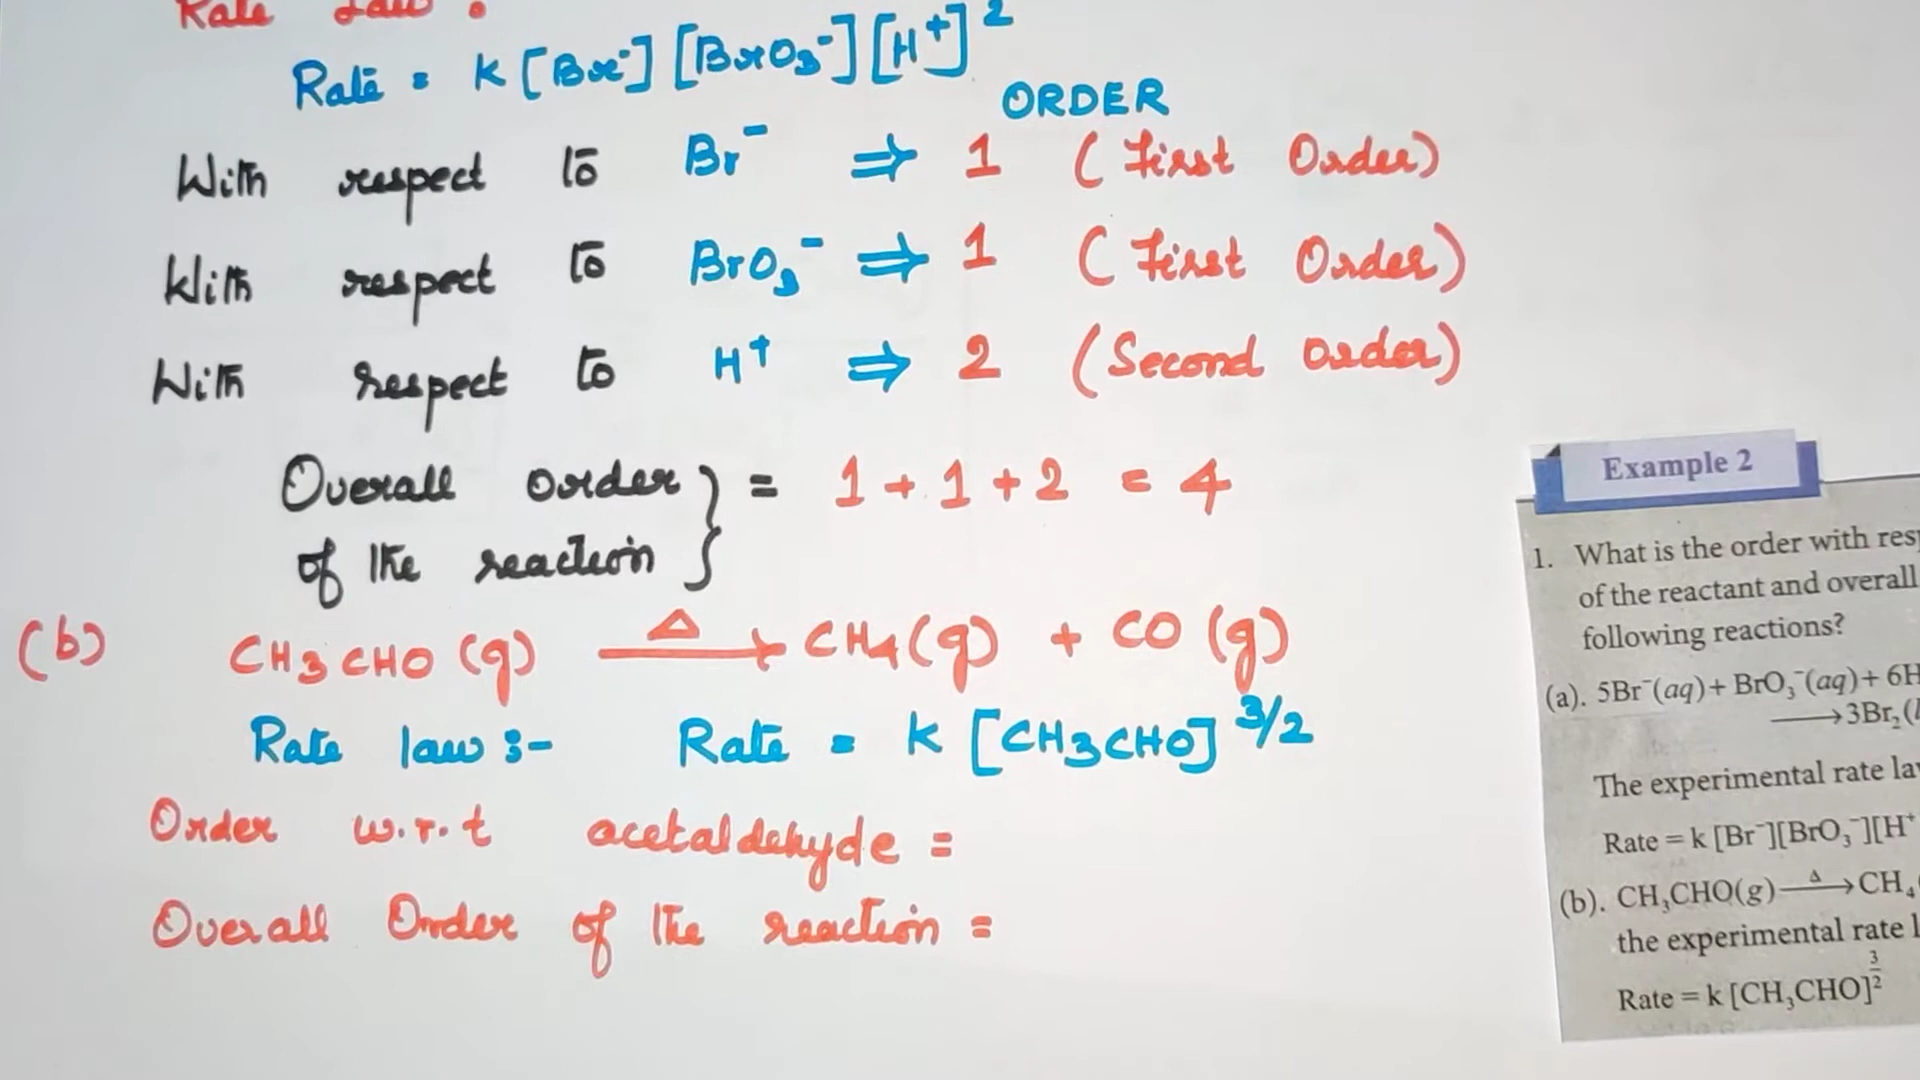 Rate Law :
Rate = k [Br⁻] [BrO₃⁻] [H⁺]²
ORDER
With respect to Br⁻ ⇒ 1 (First Order)
With respect to BrO₃⁻ ⇒ 1 (First Order)
With respect to H⁺ ⇒ 2 (Second Order)
Overall order of the reaction } = 1 + 1 + 2 = 4
(b) CH3CHO (g) —Δ→ CH4(g) + CO (g)
Rate law :- Rate = k [CH3CHO]^3/2
Order w.r.t acetaldehyde =
Overall Order of the reaction =
Example 2
1. What is the order with
of the reactant and overall
following reactions?
(a). 5Br⁻(aq)+ BrO₃⁻(aq)+ 6H
⟶3Br₂(
The experimental rate
Rate = k [Br⁻][BrO₃⁻][H⁺
(b). CH₃CHO(g) —Δ→ CH₄
the experimental rate
Rate = k [CH₃CHO]^3/2